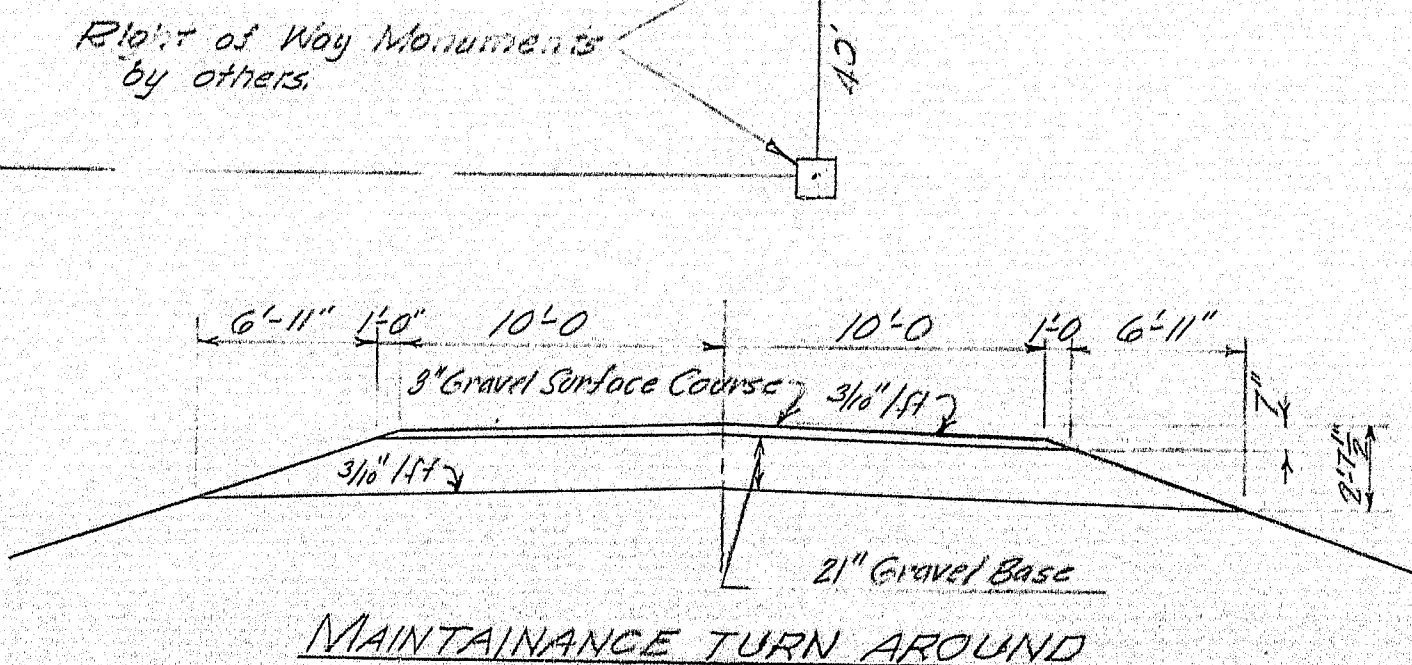 Right of Way Monuments
by others.
40'
6'-11" 1'-0" 10'-0 10'-0 1'-0 6'-11"
3" Gravel Surface Course 3/10"/ft
7"
2'-7 1/2"
3/10"/ft
21" Gravel Base
MAINTAINANCE TURN AROUND